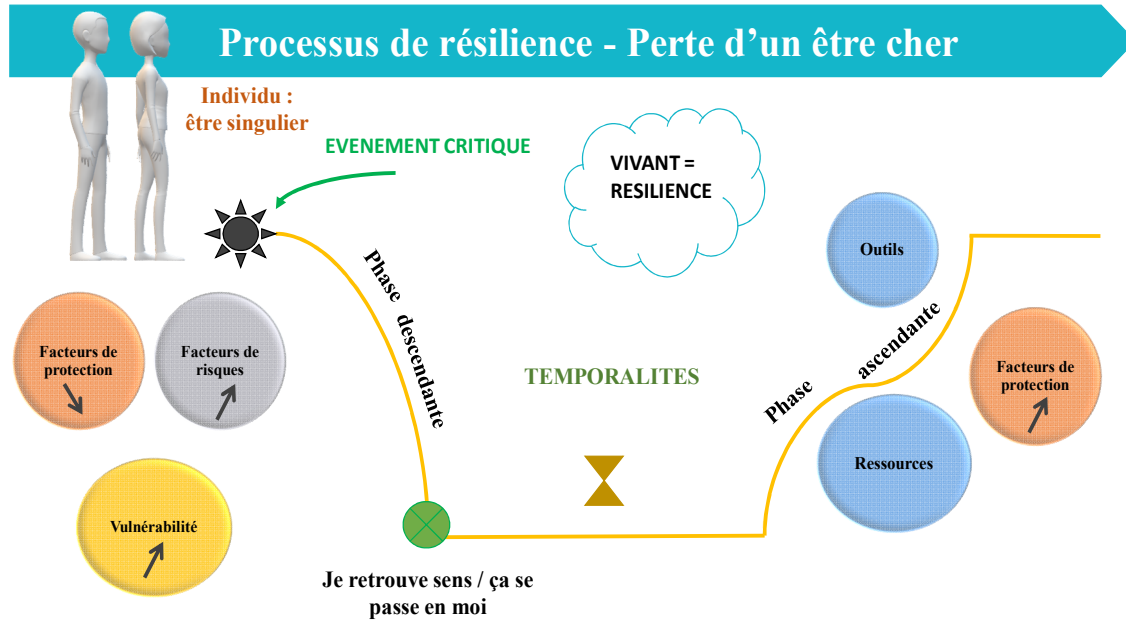 Processus de résilience - Perte d’un être cher
Individu :
être singulier
EVENEMENT CRITIQUE
VIVANT =
RESILIENCE
Outils
Phase descendante
Phase ascendante
Facteurs de
protection
Facteurs de
risques
TEMPORALITES
Facteurs de
protection
Ressources
Vulnérabilité
Je retrouve sens / ça se
passe en moi